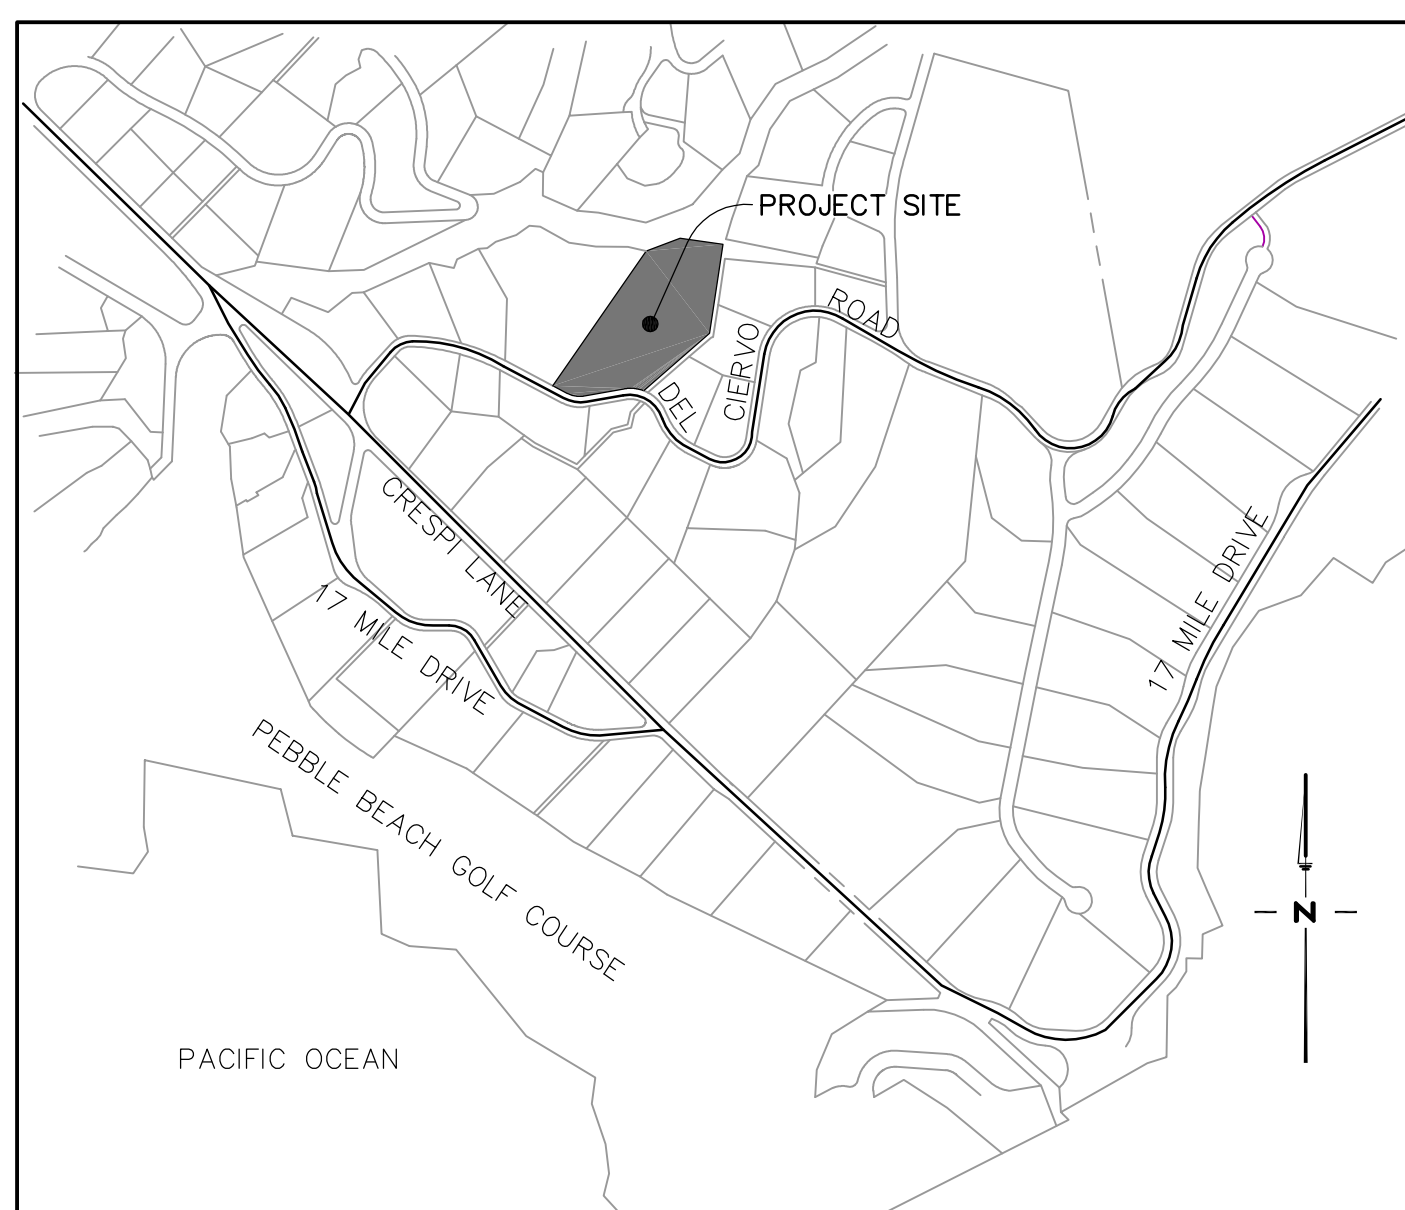 PROJECT SITE
DEL CIERVO ROAD
CRESPI LANE
17 MILE DRIVE
17 MILE DRIVE
PEBBLE BEACH GOLF COURSE
N
PACIFIC OCEAN